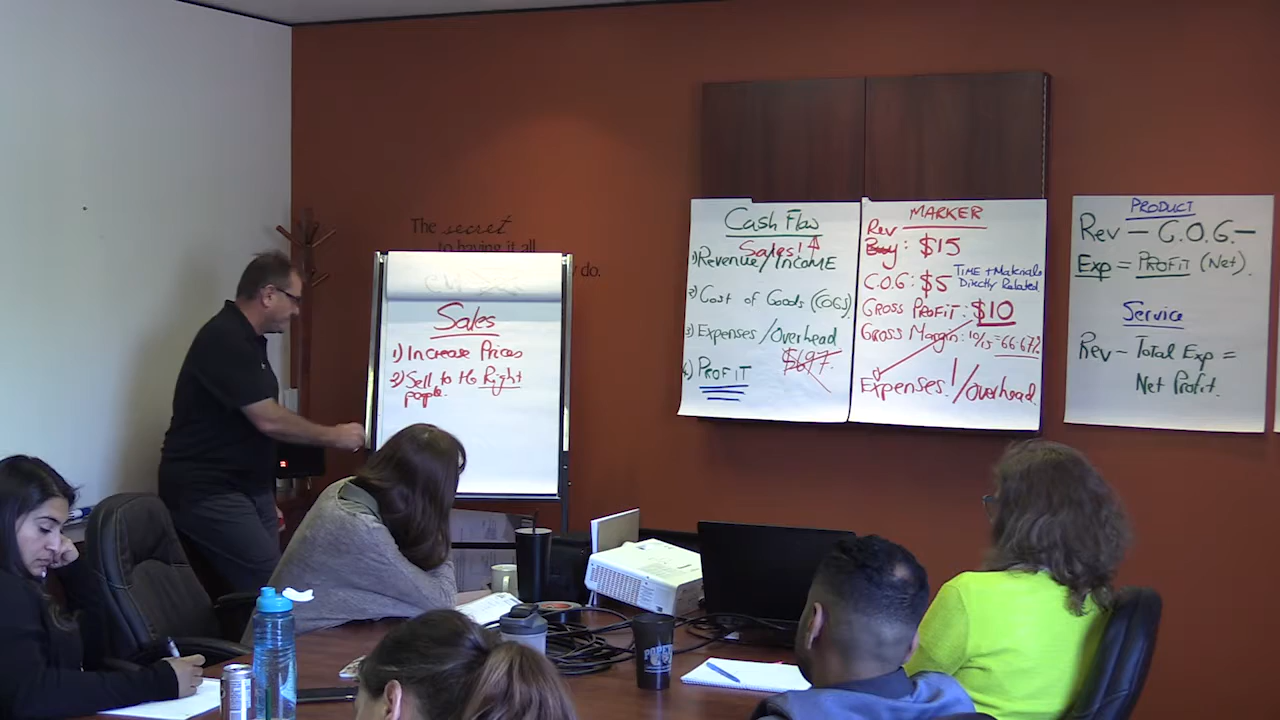 The secret
to having it all
do.
Sales
1) Increase Prices
2) Sell to the Right
people.
Cash Flow
Sales!
1) Revenue/Income
2) Cost of Goods (COGS)
3) Expenses/Overhead
$697
4) PROFIT
MARKER
Rev
Buy: $15
C.O.G: $5 TIME + Materials
Directly Related
GROSS PROFIT: $10
GROSS Margin: 10/15 = 66.67%
Expenses!/Overhead
PRODUCT
Rev - C.O.G. -
Exp = PROFIT (Net).
Service
Rev - Total Exp =
Net Profit.